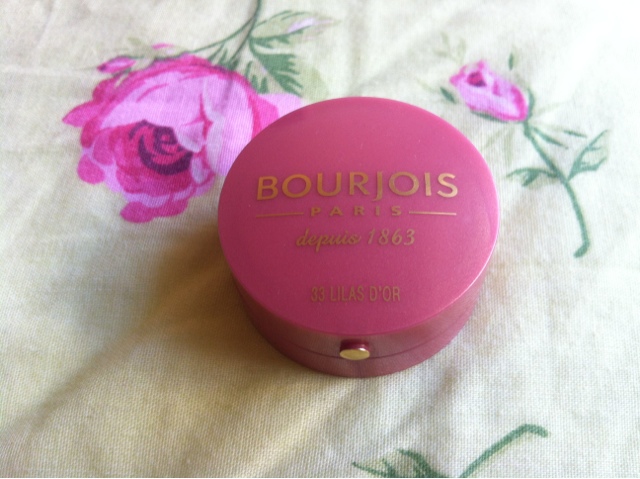 BOURJOIS
PARIS
depuis 1863
33 LILAS D'OR